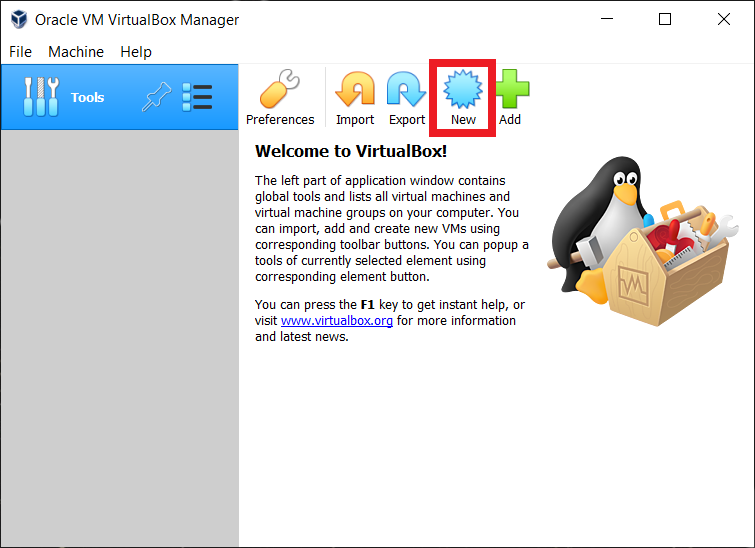 Oracle VM VirtualBox Manager
File Machine Help
Tools
Preferences Import Export New Add
Welcome to VirtualBox!
The left part of application window contains
global tools and lists all virtual machines and
virtual machine groups on your computer. You
can import, add and create new VMs using
corresponding toolbar buttons. You can popup a
tools of currently selected element using
corresponding element button.
You can press the F1 key to get instant help, or
visit www.virtualbox.org for more information
and latest news.